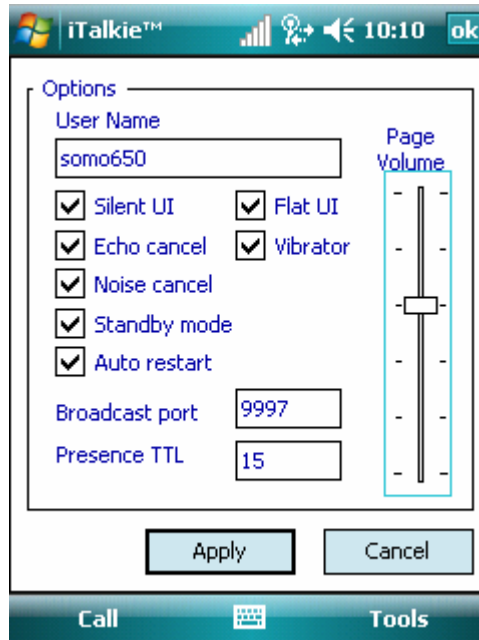 iTalkie™ 10:10 ok
Options
User Name
somo650
Page
Volume
Silent UI
Flat UI
Echo cancel
Vibrator
Noise cancel
Standby mode
Auto restart
Broadcast port 9997
Presence TTL 15
Apply Cancel
Call Tools